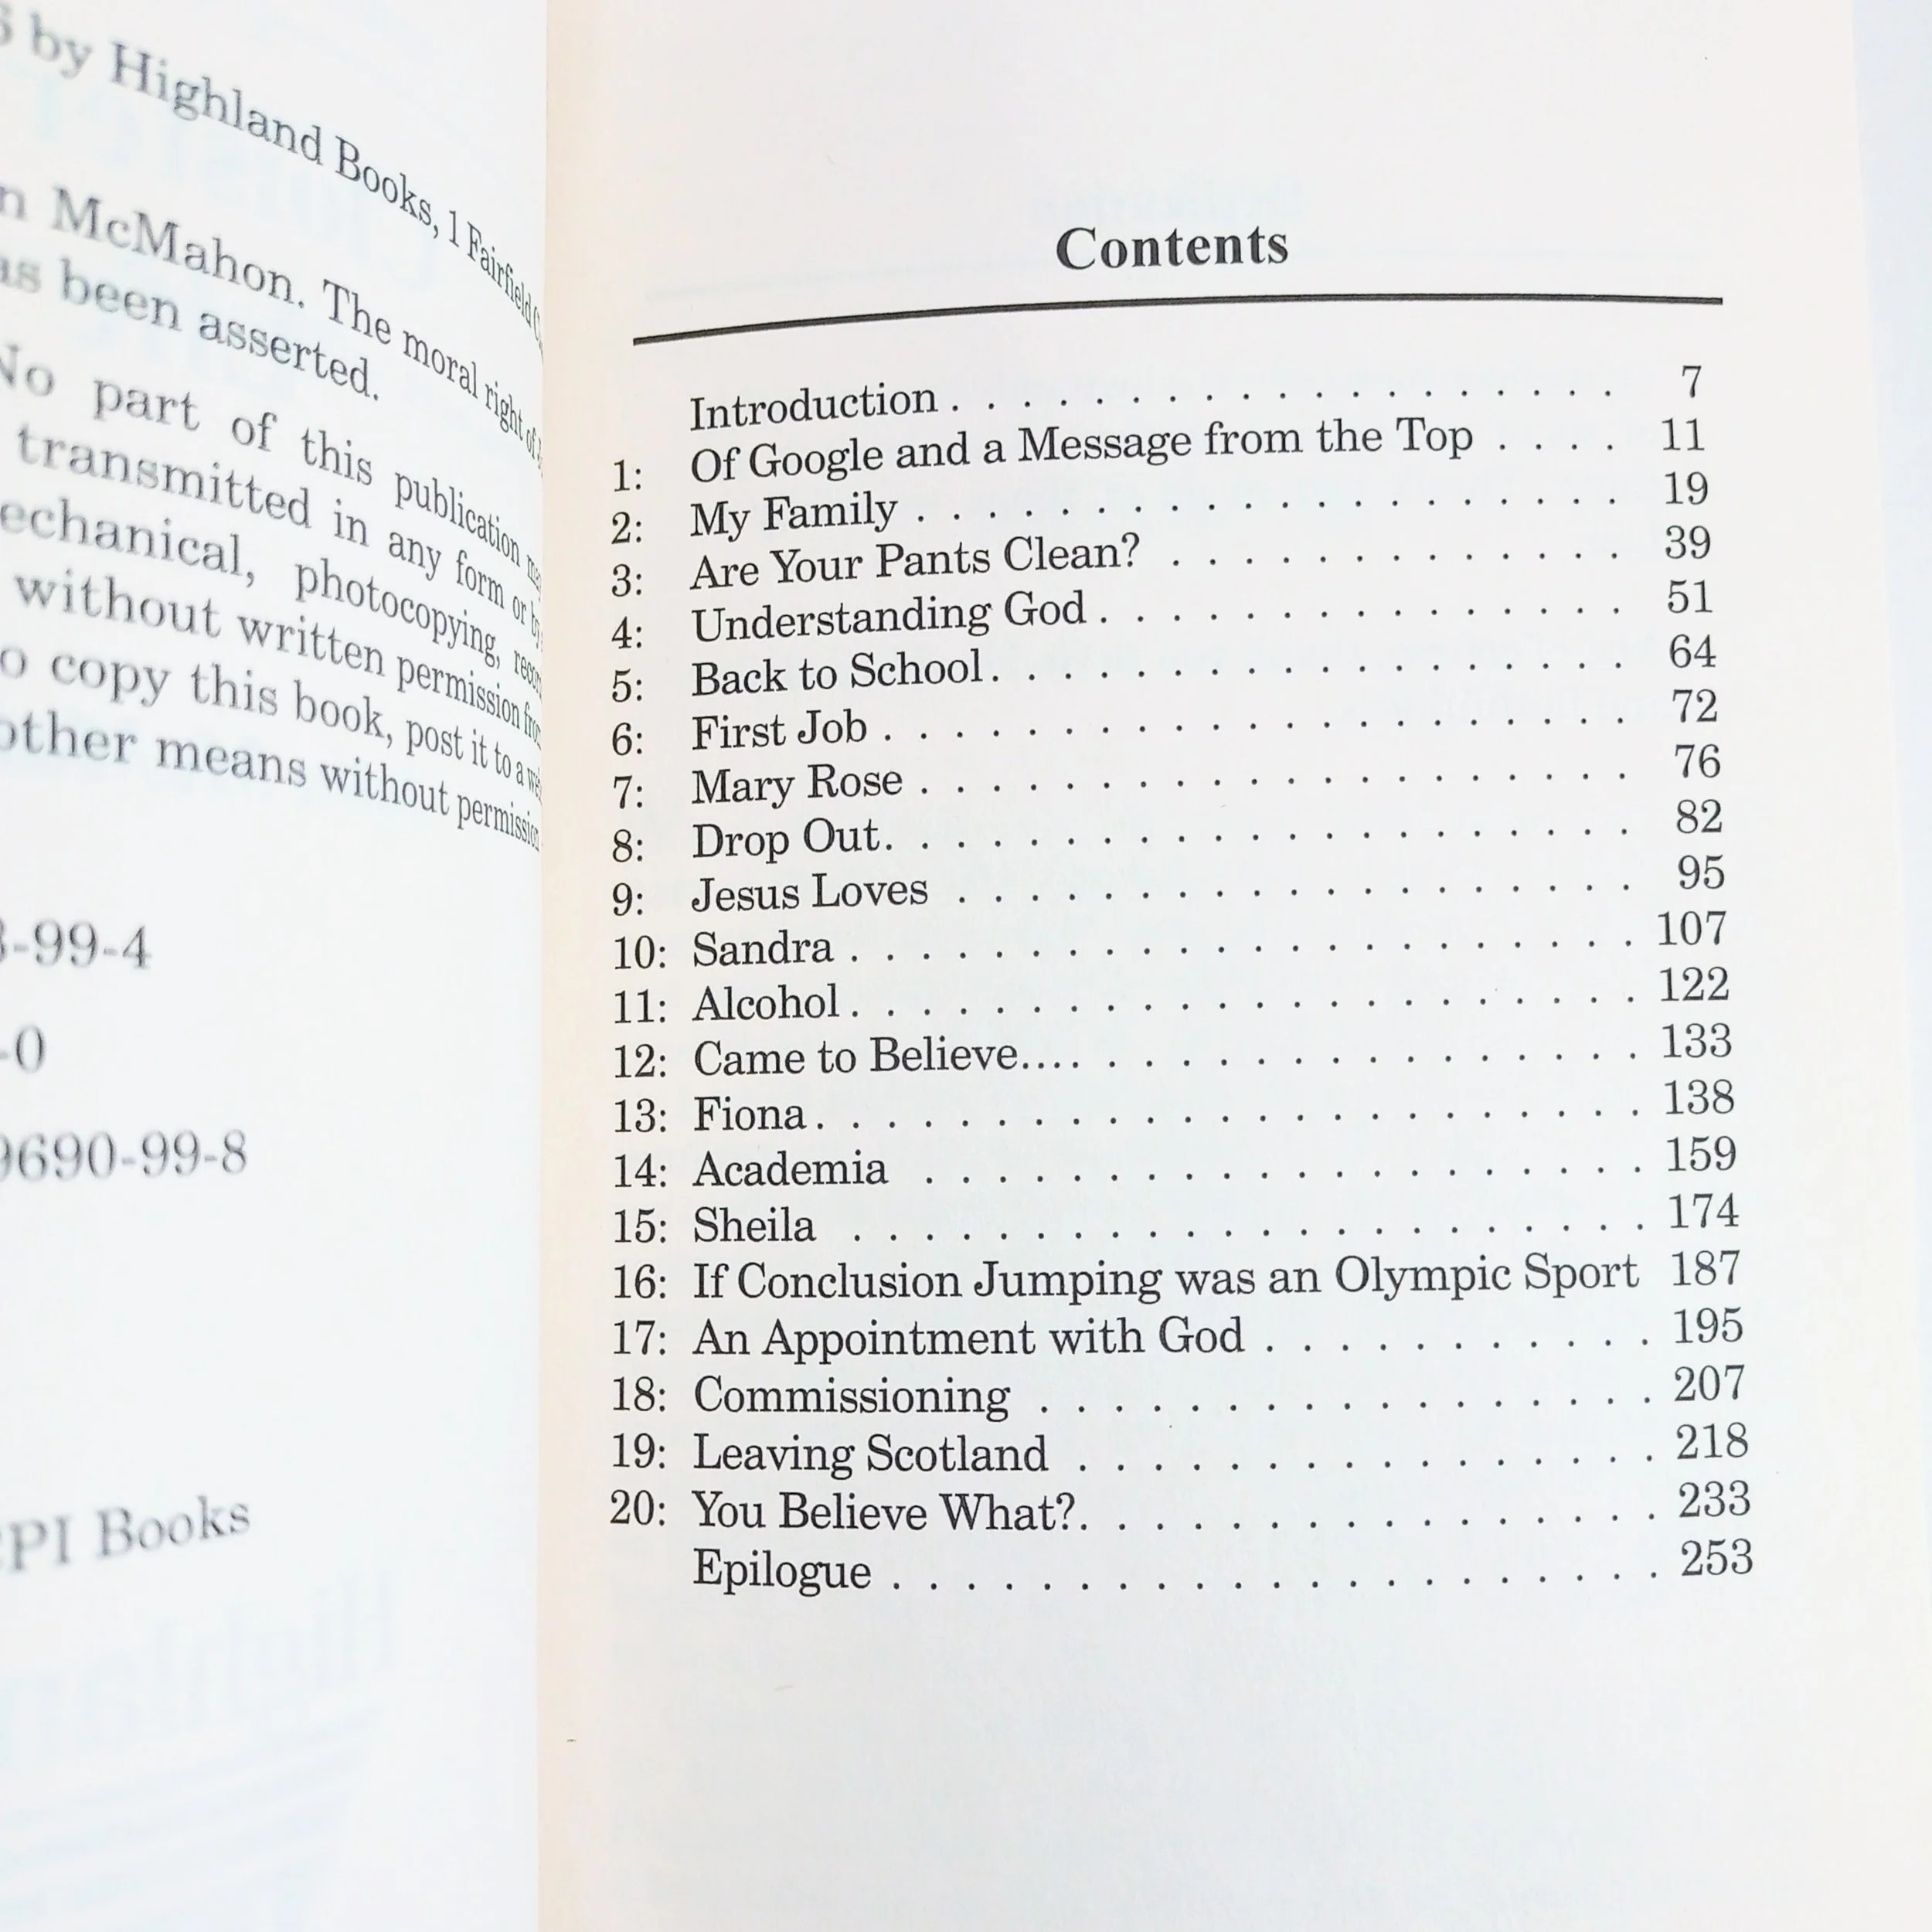 by Highland Books, 1 Fairfield
McMahon. The moral right of
been asserted.
No part of this publication
transmitted in any form or by
photocopying,
without written permission from
copy this book, post it to a
other means without permission
-99-4
-0
9690-99-8
PI Books
Contents
Introduction . . . . . . . . . . . . . . . . . . . 7
1: Of Google and a Message from the Top . . . . 11
2: My Family . . . . . . . . . . . . . . . . . . . . 19
3: Are Your Pants Clean? . . . . . . . . . . . . . 39
4: Understanding God . . . . . . . . . . . . . . . 51
5: Back to School. . . . . . . . . . . . . . . . . . 64
6: First Job . . . . . . . . . . . . . . . . . . . . . 72
7: Mary Rose . . . . . . . . . . . . . . . . . . . . 76
8: Drop Out. . . . . . . . . . . . . . . . . . . . . 82
9: Jesus Loves . . . . . . . . . . . . . . . . . . . 95
10: Sandra . . . . . . . . . . . . . . . . . . . . . . 107
11: Alcohol . . . . . . . . . . . . . . . . . . . . . . 122
12: Came to Believe.... . . . . . . . . . . . . . . . 133
13: Fiona . . . . . . . . . . . . . . . . . . . . . . . 138
14: Academia . . . . . . . . . . . . . . . . . . . . 159
15: Sheila . . . . . . . . . . . . . . . . . . . . . . 174
16: If Conclusion Jumping was an Olympic Sport 187
17: An Appointment with God . . . . . . . . . . . 195
18: Commissioning . . . . . . . . . . . . . . . . . 207
19: Leaving Scotland . . . . . . . . . . . . . . . . 218
20: You Believe What?. . . . . . . . . . . . . . . . 233
Epilogue . . . . . . . . . . . . . . . . . . . . . 253